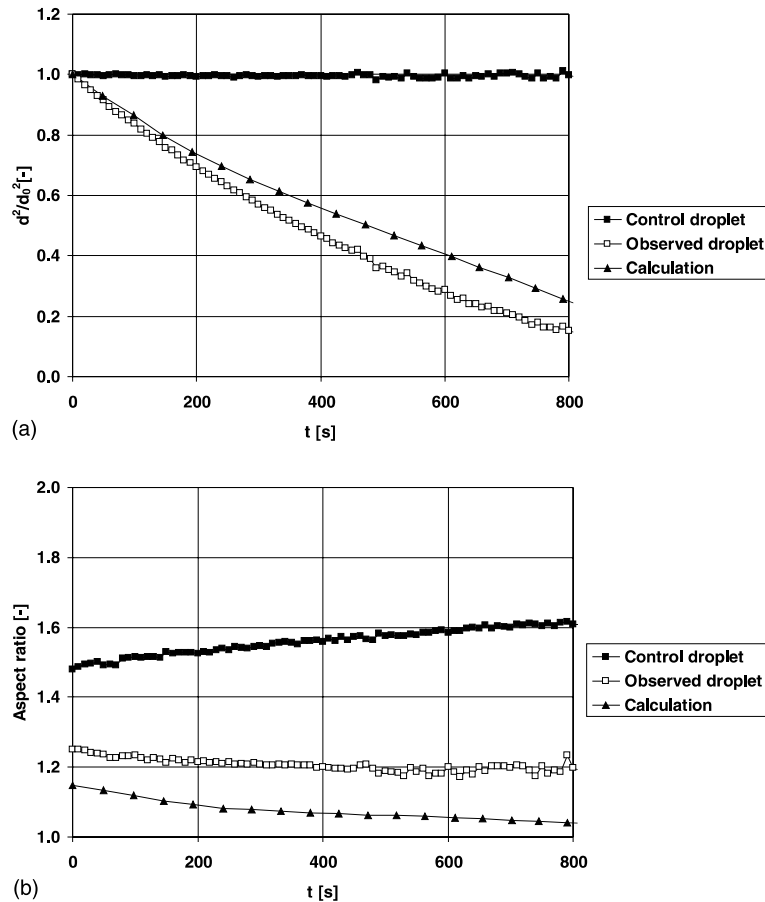 1.2
1.0
0.8
0.6
0.4
0.2
0.0
d²/d₀²[-]
0
200
400
600
800
t [s]
Control droplet
Observed droplet
Calculation
(a)
2.0
1.8
1.6
1.4
1.2
1.0
Aspect ratio [-]
0
200
400
600
800
t [s]
Control droplet
Observed droplet
Calculation
(b)